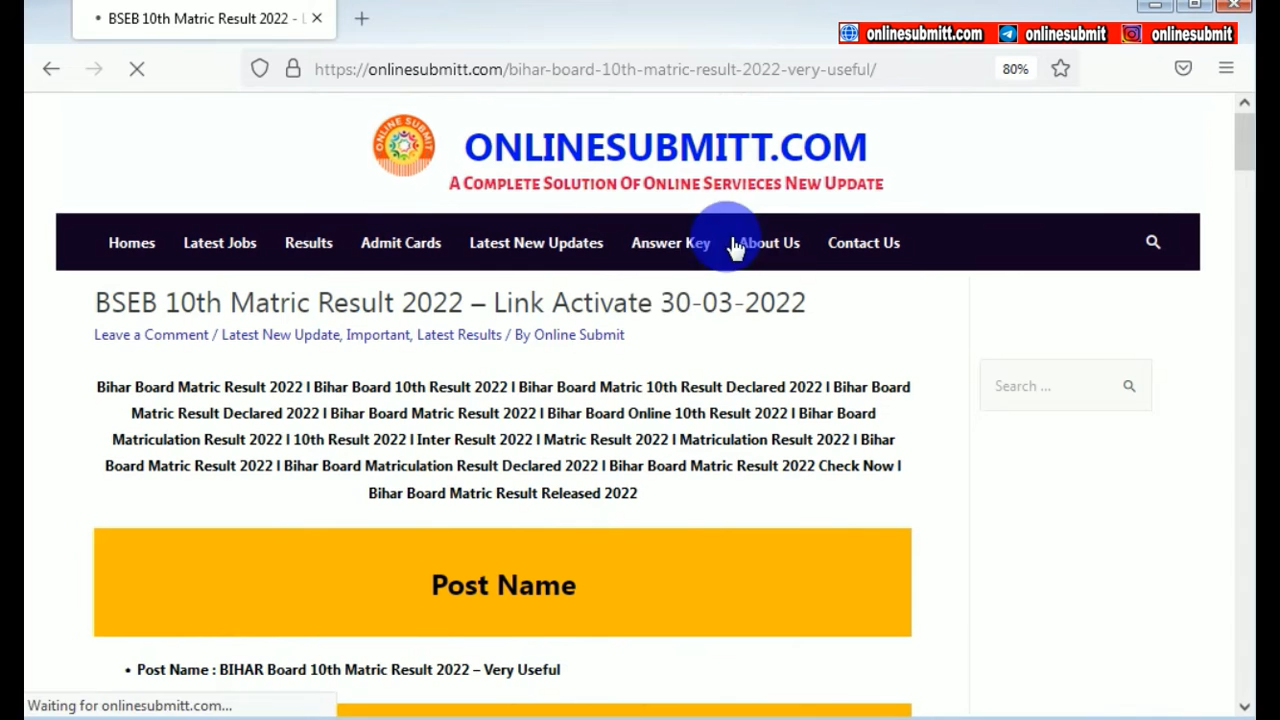 BSEB 10th Matric Result 2022 -
onlinesubmitt.com onlinesubmit onlinesubmit
https://onlinesubmitt.com/bihar-board-10th-matric-result-2022-very-useful/ 80%
ONLINE SUBMIT
ONLINESUBMITT.COM
A Complete Solution Of Online Servieces New Update
Homes Latest Jobs Results Admit Cards Latest New Updates Answer Key About Us Contact Us
BSEB 10th Matric Result 2022 – Link Activate 30-03-2022
Leave a Comment / Latest New Update, Important, Latest Results / By Online Submit
Search ...
Bihar Board Matric Result 2022 I Bihar Board 10th Result 2022 I Bihar Board Matric 10th Result Declared 2022 I Bihar Board
Matric Result Declared 2022 I Bihar Board Matric Result 2022 I Bihar Board Online 10th Result 2022 I Bihar Board
Matriculation Result 2022 I 10th Result 2022 I Inter Result 2022 I Matric Result 2022 I Matriculation Result 2022 I Bihar
Board Matric Result 2022 I Bihar Board Matriculation Result Declared 2022 I Bihar Board Matric Result 2022 Check Now I
Bihar Board Matric Result Released 2022
Post Name
• Post Name : BIHAR Board 10th Matric Result 2022 – Very Useful
Waiting for onlinesubmitt.com...